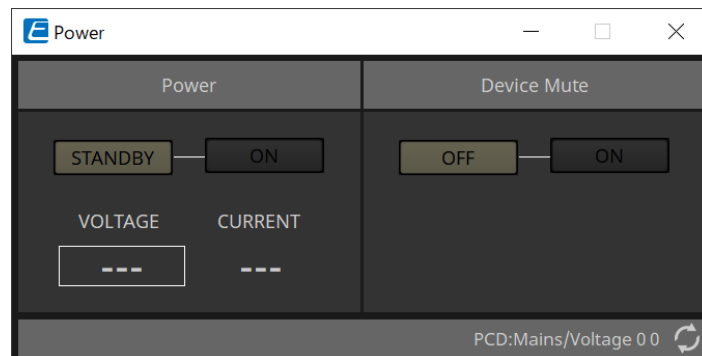 E Power
Power
Device Mute
STANDBY ON
OFF ON
VOLTAGE CURRENT
--- ---
PCD:Mains/Voltage 0 0